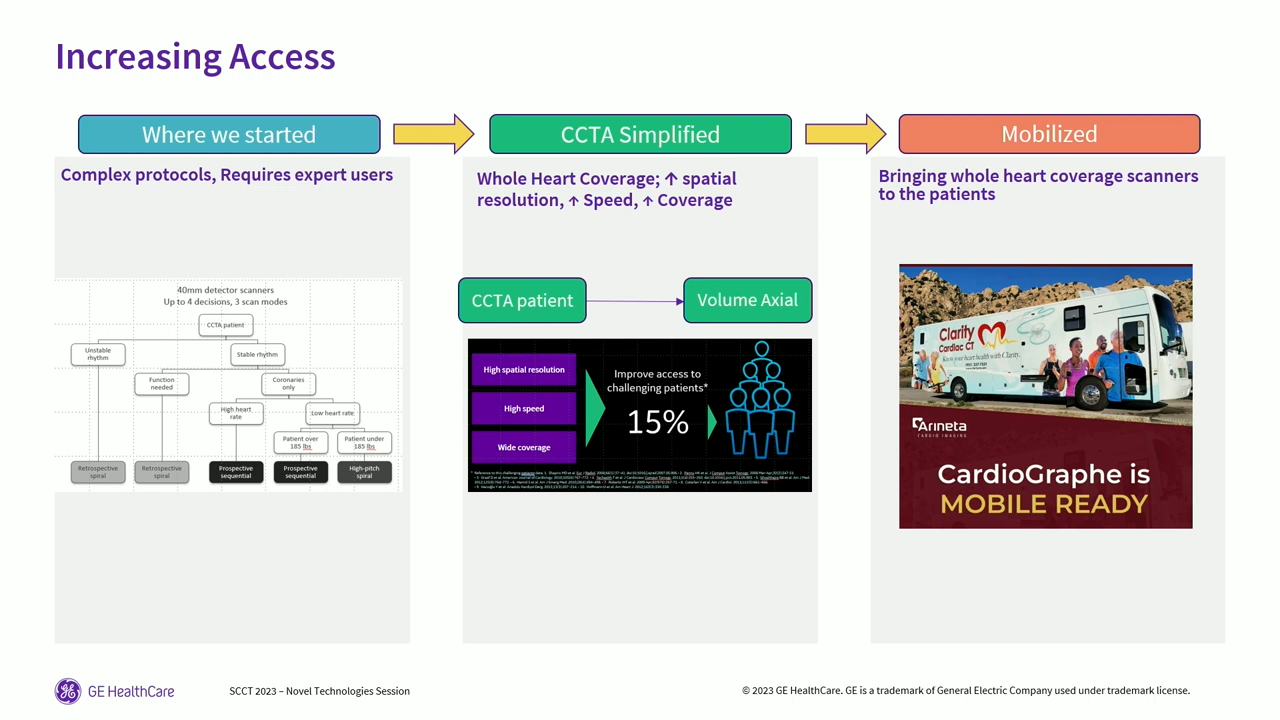 Increasing Access
Where we started
Complex protocols, Requires expert users
40mm detector scanners
Up to 4 decisions, 3 scan modes
CCTA patient
Unstable
rhythm
Stable rhythm
Function
needed
Coronaries
only
High heart
rate
Low heart rate
Patient over
185 lbs
Patient under
185 lbs
Retrospective
spiral
Retrospective
spiral
Prospective
sequential
Prospective
sequential
High-pitch
spiral
CCTA Simplified
Whole Heart Coverage; ↑ spatial
resolution, ↑ Speed, ↑ Coverage
CCTA patient
Volume Axial
High spatial resolution
High speed
Wide coverage
Improve access to
challenging patients*
15%
Mobilized
Bringing whole heart coverage scanners
to the patients
Clarity
Cardiac CT
Know your heart health with Clarity.
Arineta
CARDIO IMAGING
CardioGraphe is
MOBILE READY
GE HealthCare
SCCT 2023 – Novel Technologies Session
© 2023 GE HealthCare. GE is a trademark of General Electric Company used under trademark license.